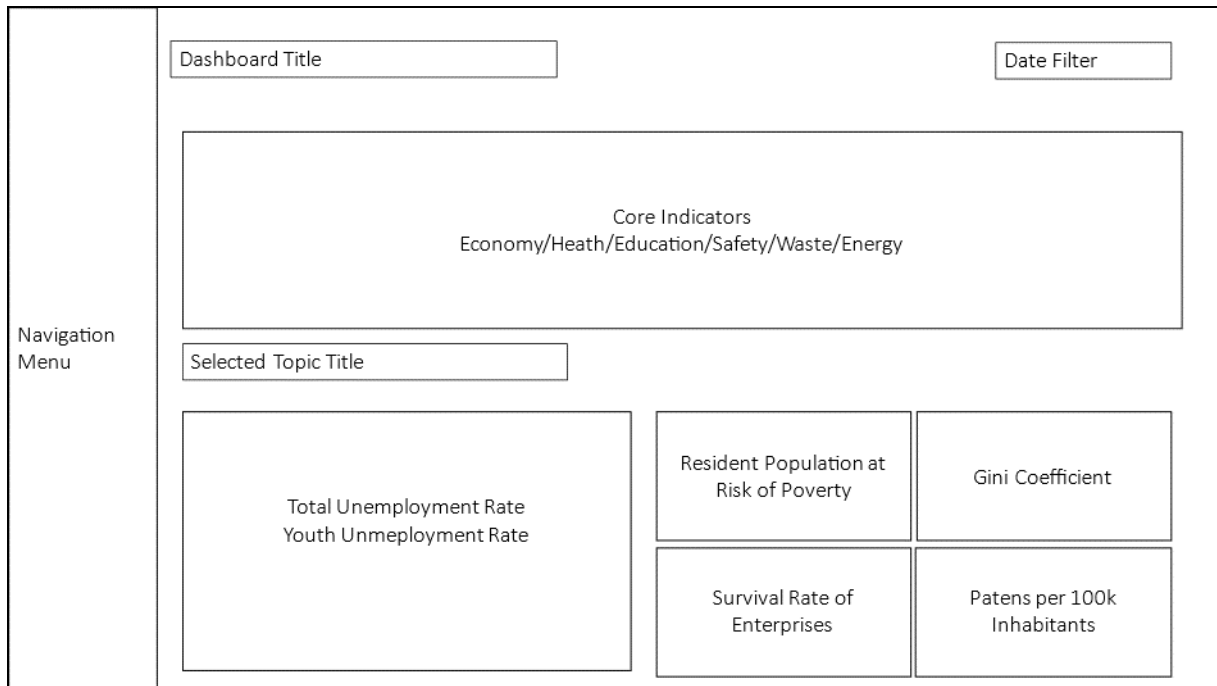 Dashboard Title
Date Filter
Core Indicators
Economy/Heath/Education/Safety/Waste/Energy
Navigation
Menu
Selected Topic Title
Total Unemployment Rate
Youth Unmeployment Rate
Resident Population at
Risk of Poverty
Gini Coefficient
Survival Rate of
Enterprises
Patens per 100k
Inhabitants